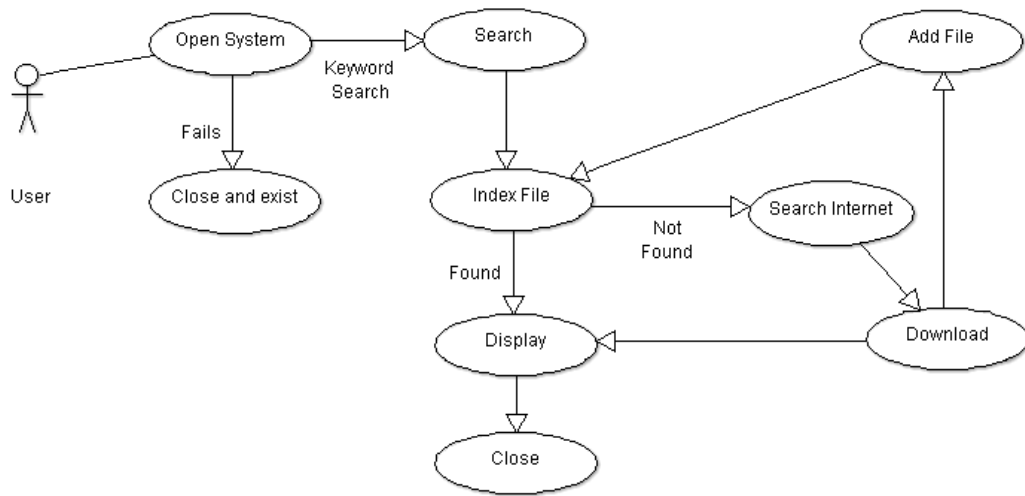 Open System
Search
Add File
Keyword
Search
Fails
User
Close and exist
Index File
Search Internet
Not
Found
Found
Display
Download
Close